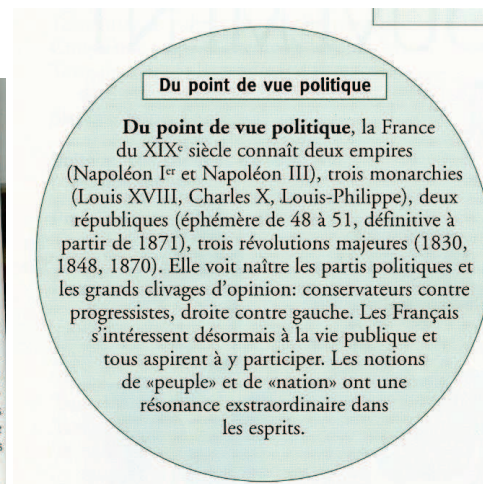 Du point de vue politique
Du point de vue politique, la France
du XIXe siècle connaît deux empires
(Napoléon Ier et Napoléon III), trois monarchies
(Louis XVIII, Charles X, Louis-Philippe), deux
républiques (éphémère de 48 à 51, définitive à
partir de 1871), trois révolutions majeures (1830,
1848, 1870). Elle voit naître les partis politiques et
les grands clivages d'opinion: conservateurs contre
progressistes, droite contre gauche. Les Français
s'intéressent désormais à la vie publique et
tous aspirent à y participer. Les notions
de «peuple» et de «nation» ont une
résonance exstraordinaire dans
les esprits.